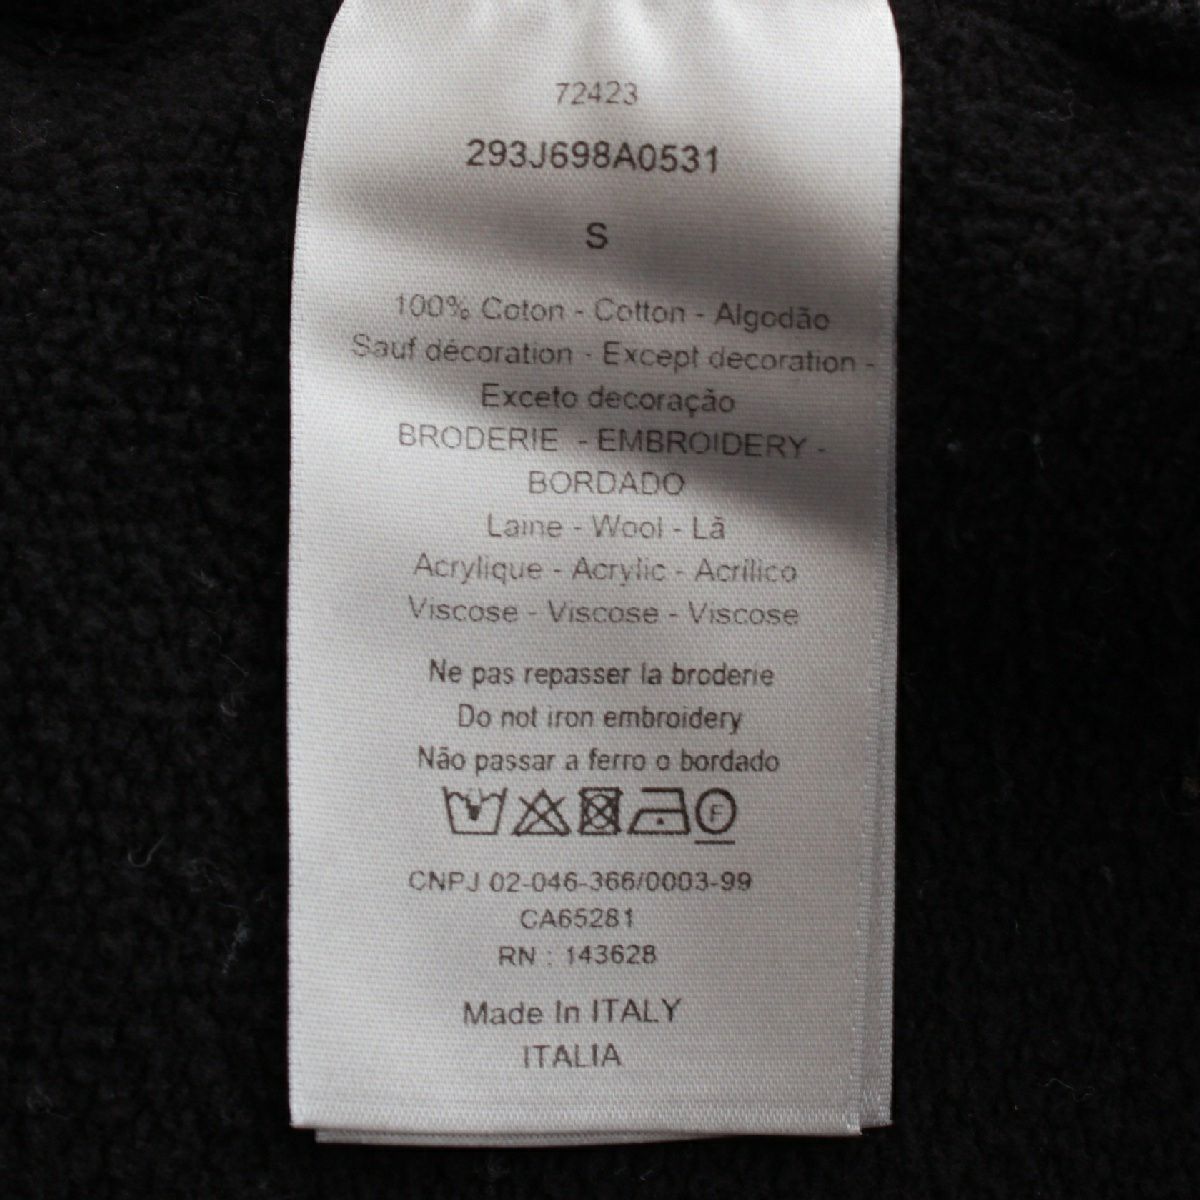 72423
293J698A0531
S
100% Coton - Cotton - Algodão
Sauf décoration - Except decoration -
Exceto decoração
BRODERIE - EMBROIDERY -
BORDADO
Laine - Wool - Lã
Acrylique - Acrylic - Acrílico
Viscose - Viscose - Viscose
Ne pas repasser la broderie
Do not iron embroidery
Não passar a ferro o bordado
F
CNPJ 02-046-366/0003-99
CA65281
RN : 143628
Made In ITALY
ITALIA